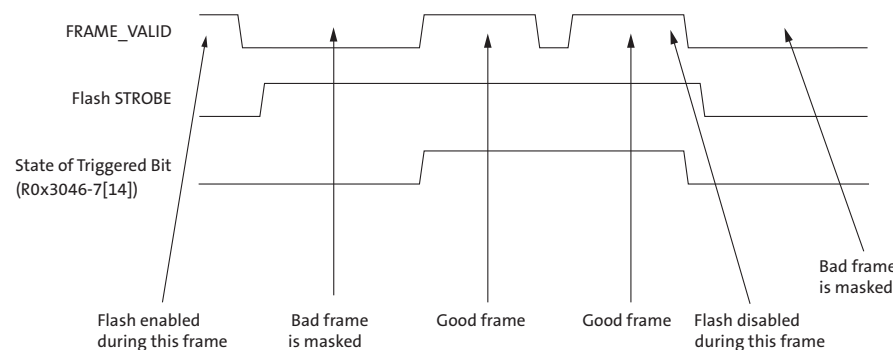 FRAME_VALID
Flash STROBE
State of Triggered Bit
(R0x3046-7[14])
Flash enabled
during this frame
Bad frame
is masked
Good frame
Good frame
Flash disabled
during this frame
Bad frame
is masked